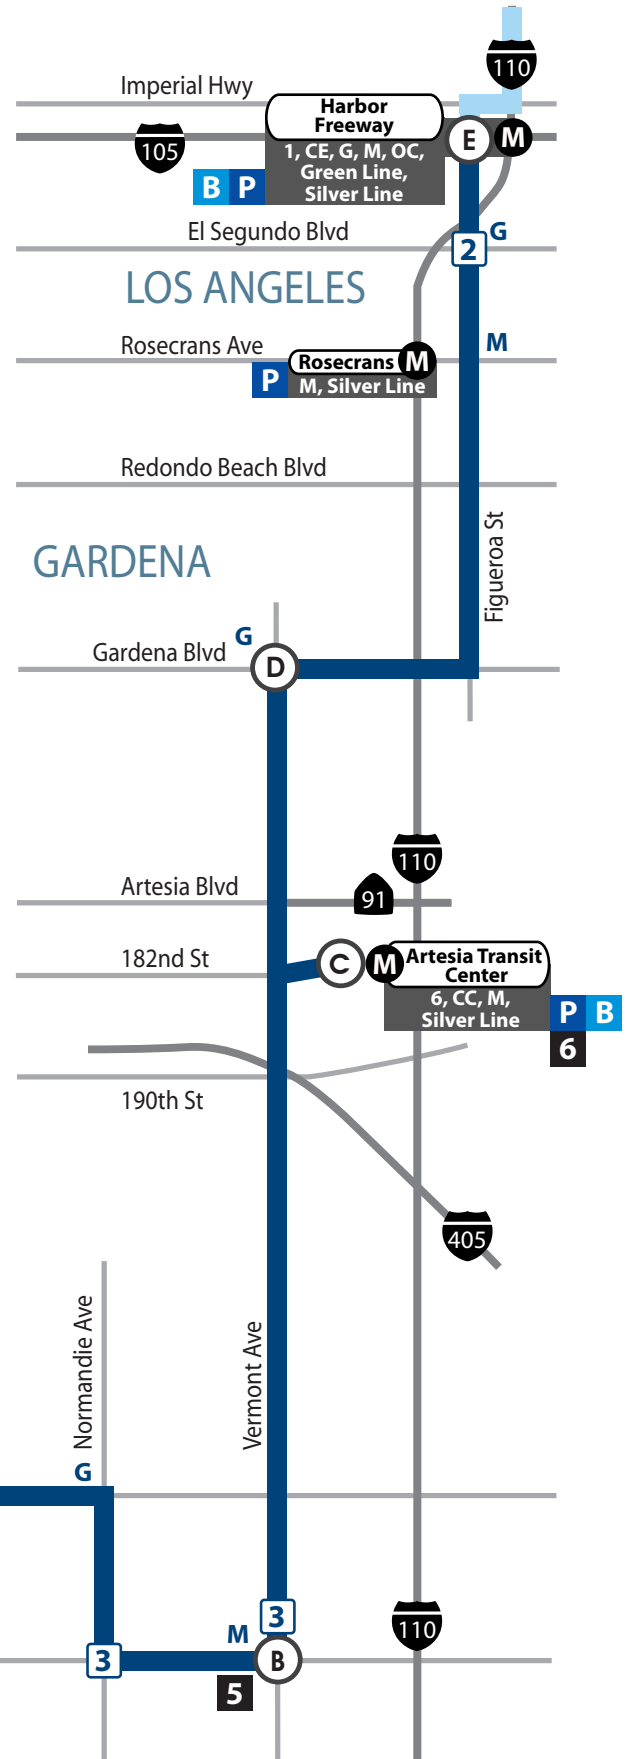 110
Imperial Hwy
Harbor
Freeway
E
M
105
1, CE, G, M, OC,
Green Line,
Silver Line
B
P
El Segundo Blvd
G
2
LOS ANGELES
Rosecrans Ave
M
Rosecrans
M
P
M, Silver Line
Redondo Beach Blvd
Figueroa St
GARDENA
G
Gardena Blvd
D
110
Artesia Blvd
91
182nd St
C
M
Artesia Transit
Center
6, CC, M,
Silver Line
P
B
6
190th St
405
Normandie Ave
Vermont Ave
G
3
M
110
3
B
5